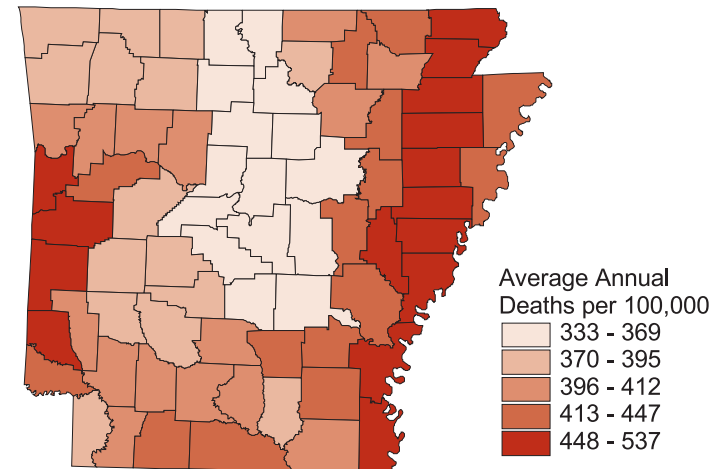 Average Annual
Deaths per 100,000
333 - 369
370 - 395
396 - 412
413 - 447
448 - 537